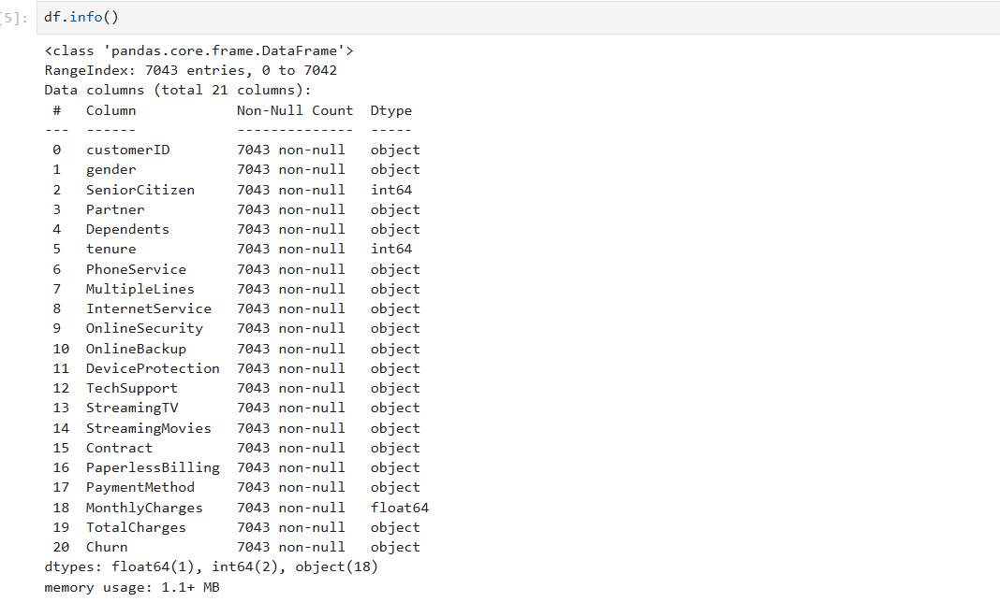 [5]: df.info()
<class 'pandas.core.frame.DataFrame'>
RangeIndex: 7043 entries, 0 to 7042
Data columns (total 21 columns):
 #   Column            Non-Null Count  Dtype
---  ------            --------------  -----
 0   customerID        7043 non-null   object
 1   gender            7043 non-null   object
 2   SeniorCitizen     7043 non-null   int64
 3   Partner           7043 non-null   object
 4   Dependents        7043 non-null   object
 5   tenure            7043 non-null   int64
 6   PhoneService      7043 non-null   object
 7   MultipleLines     7043 non-null   object
 8   InternetService   7043 non-null   object
 9   OnlineSecurity    7043 non-null   object
 10  OnlineBackup      7043 non-null   object
 11  DeviceProtection  7043 non-null   object
 12  TechSupport       7043 non-null   object
 13  StreamingTV       7043 non-null   object
 14  StreamingMovies   7043 non-null   object
 15  Contract          7043 non-null   object
 16  PaperlessBilling  7043 non-null   object
 17  PaymentMethod     7043 non-null   object
 18  MonthlyCharges    7043 non-null   float64
 19  TotalCharges      7043 non-null   object
 20  Churn             7043 non-null   object
dtypes: float64(1), int64(2), object(18)
memory usage: 1.1+ MB